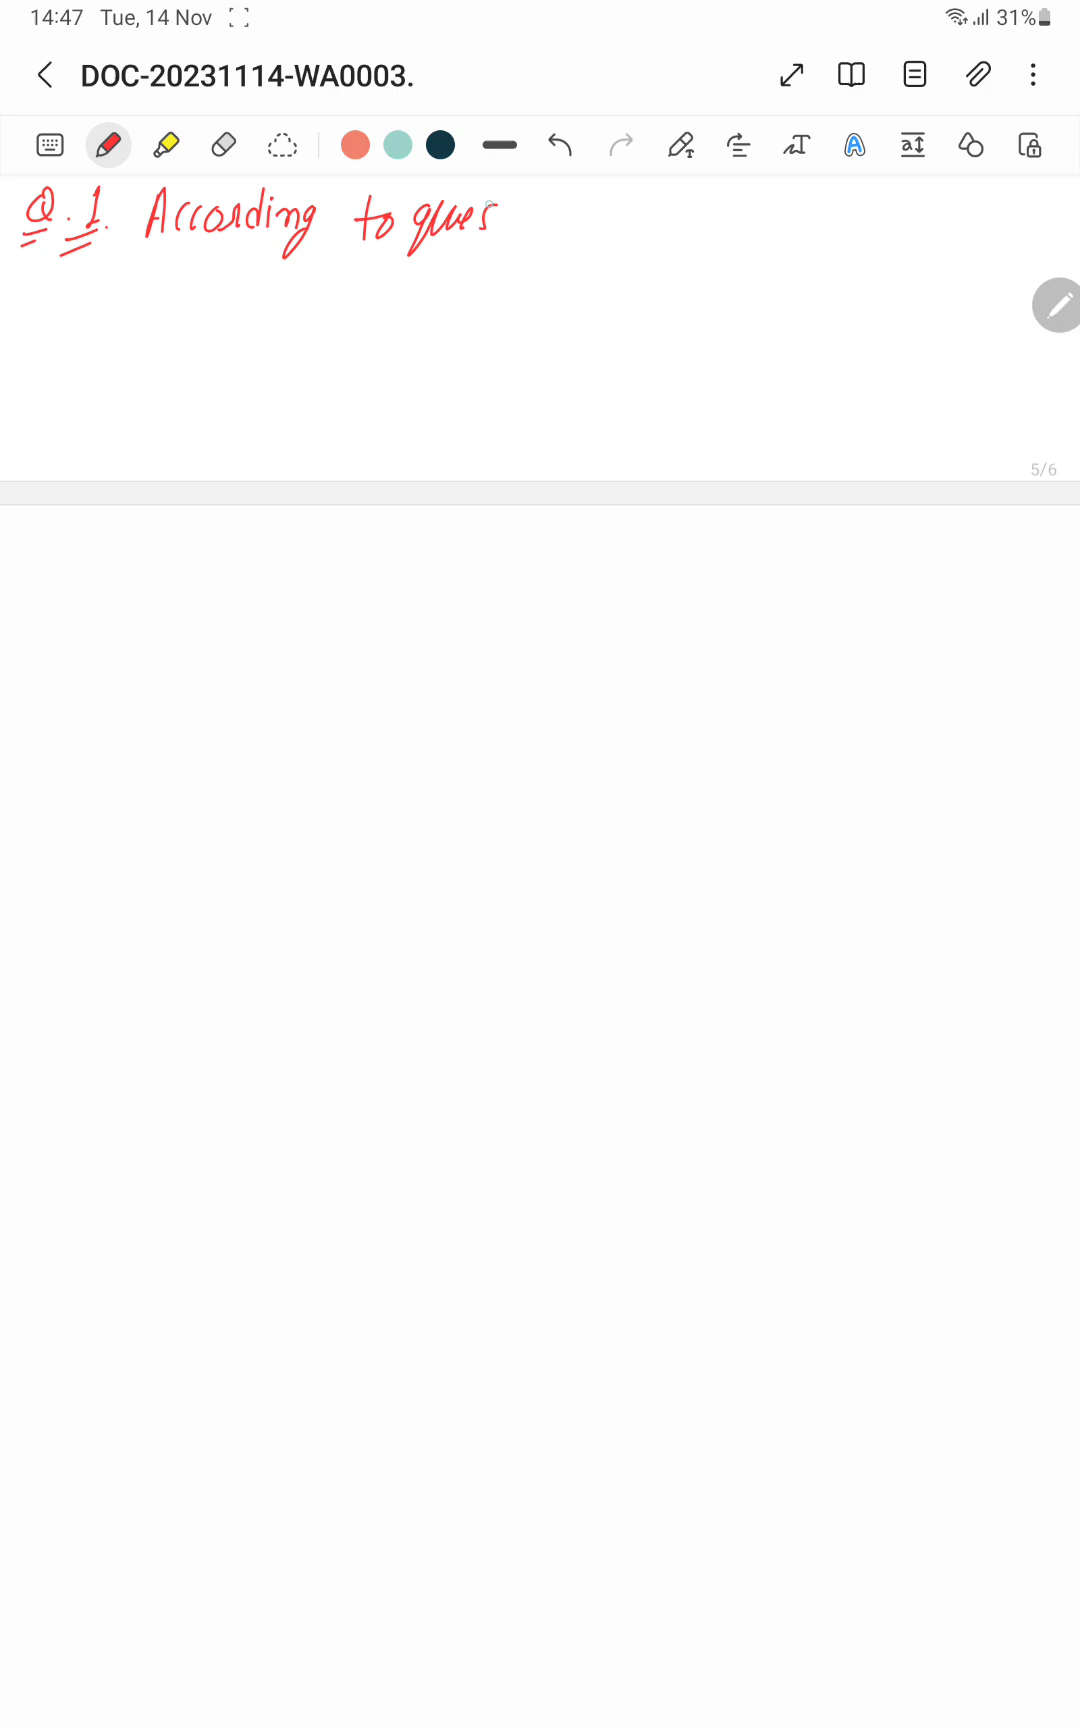 14:47 Tue, 14 Nov 31%
DOC-20231114-WA0003.
Q.1. According to ques
5/6